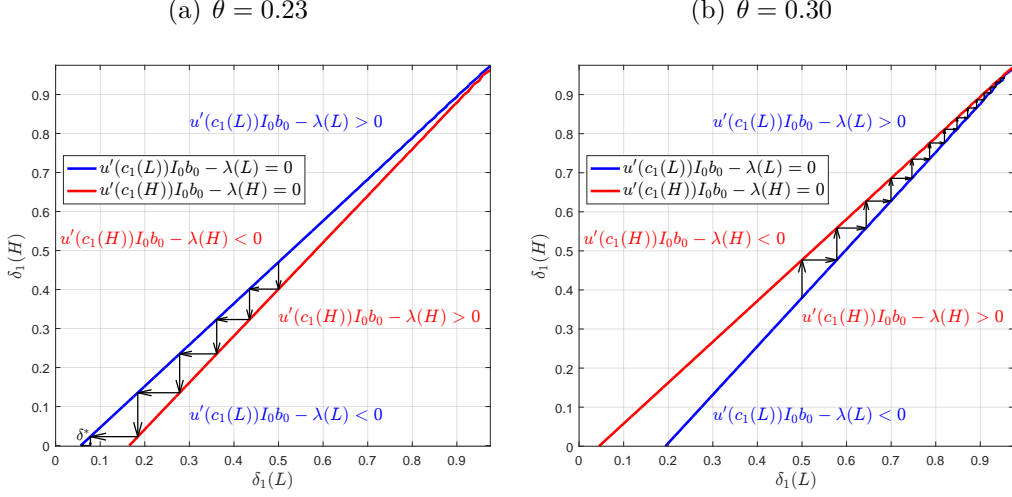 (a) θ = 0.23
0.9
0.8
0.7
0.6
0.5
0.4
0.3
0.2
0.1
0
δ₁(H)
u′(c₁(L))I₀b₀ − λ(L) > 0
u′(c₁(L))I₀b₀ − λ(L) = 0
u′(c₁(H))I₀b₀ − λ(H) = 0
u′(c₁(H))I₀b₀ − λ(H) < 0
u′(c₁(H))I₀b₀ − λ(H) > 0
u′(c₁(L))I₀b₀ − λ(L) < 0
δ*
0 0.1 0.2 0.3 0.4 0.5 0.6 0.7 0.8 0.9
δ₁(L)
(b) θ = 0.30
0.9
0.8
0.7
0.6
0.5
0.4
0.3
0.2
0.1
0
δ₁(H)
u′(c₁(L))I₀b₀ − λ(L) > 0
u′(c₁(L))I₀b₀ − λ(L) = 0
u′(c₁(H))I₀b₀ − λ(H) = 0
u′(c₁(H))I₀b₀ − λ(H) < 0
u′(c₁(H))I₀b₀ − λ(H) > 0
u′(c₁(L))I₀b₀ − λ(L) < 0
0 0.1 0.2 0.3 0.4 0.5 0.6 0.7 0.8 0.9
δ₁(L)